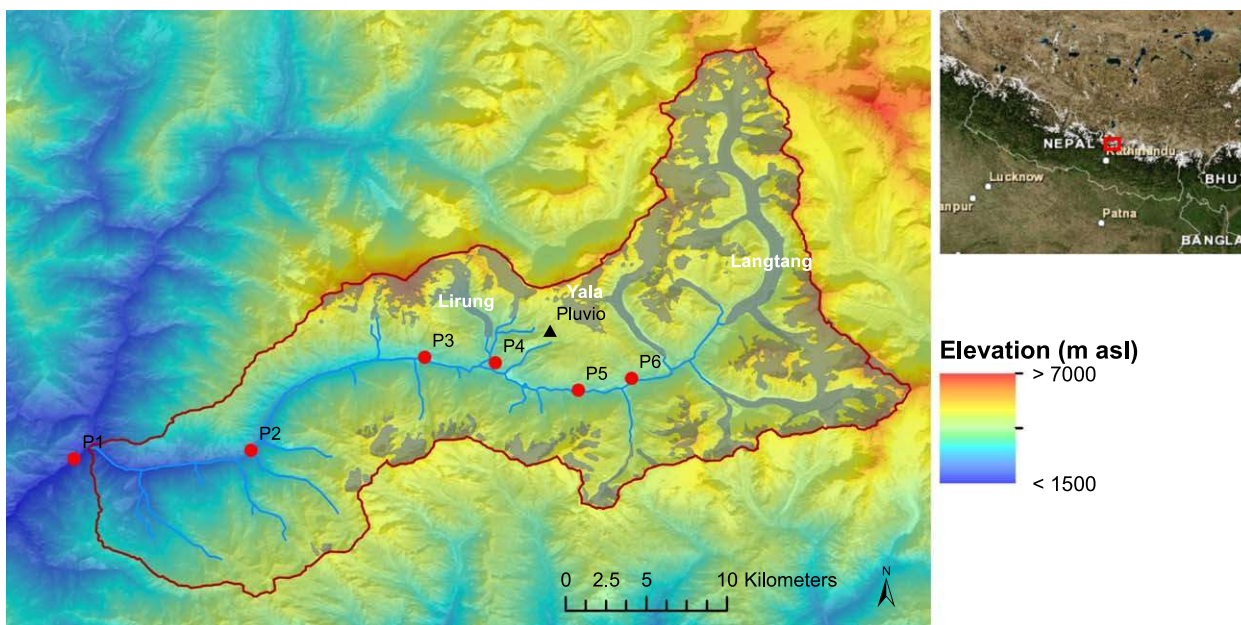 Langtang
Lirung
Yala
Pluvio
P3
P4
P5
P6
P1
P2
0 2.5 5 10 Kilometers
N
NEPAL
Kathmandu
BHU
Lucknow
anpur
Patna
BANGLA
Elevation (m asl)
> 7000
< 1500